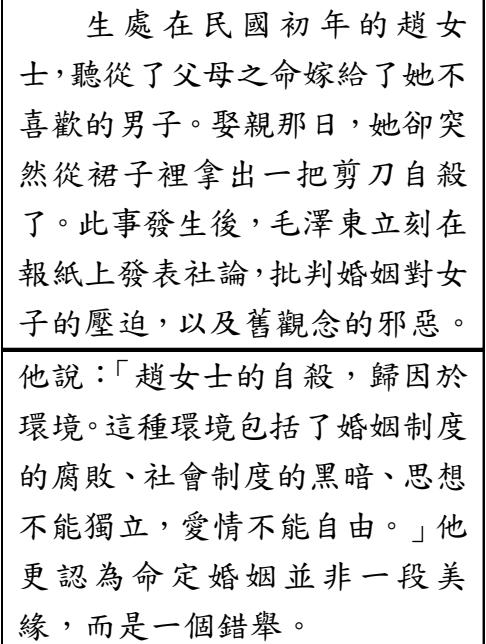 生處在民國初年的趙女
士，聽從了父母之命嫁給了她不
喜歡的男子。娶親那日，她卻突
然從裙子裡拿出一把剪刀自殺
了。此事發生後，毛澤東立刻在
報紙上發表社論，批判婚姻對女
子的壓迫，以及舊觀念的邪惡。
他說：「趙女士的自殺，歸因於
環境。這種環境包括了婚姻制度
的腐敗、社會制度的黑暗、思想
不能獨立，愛情不能自由。」他
更認為命定婚姻並非一段美
緣，而是一個錯舉。